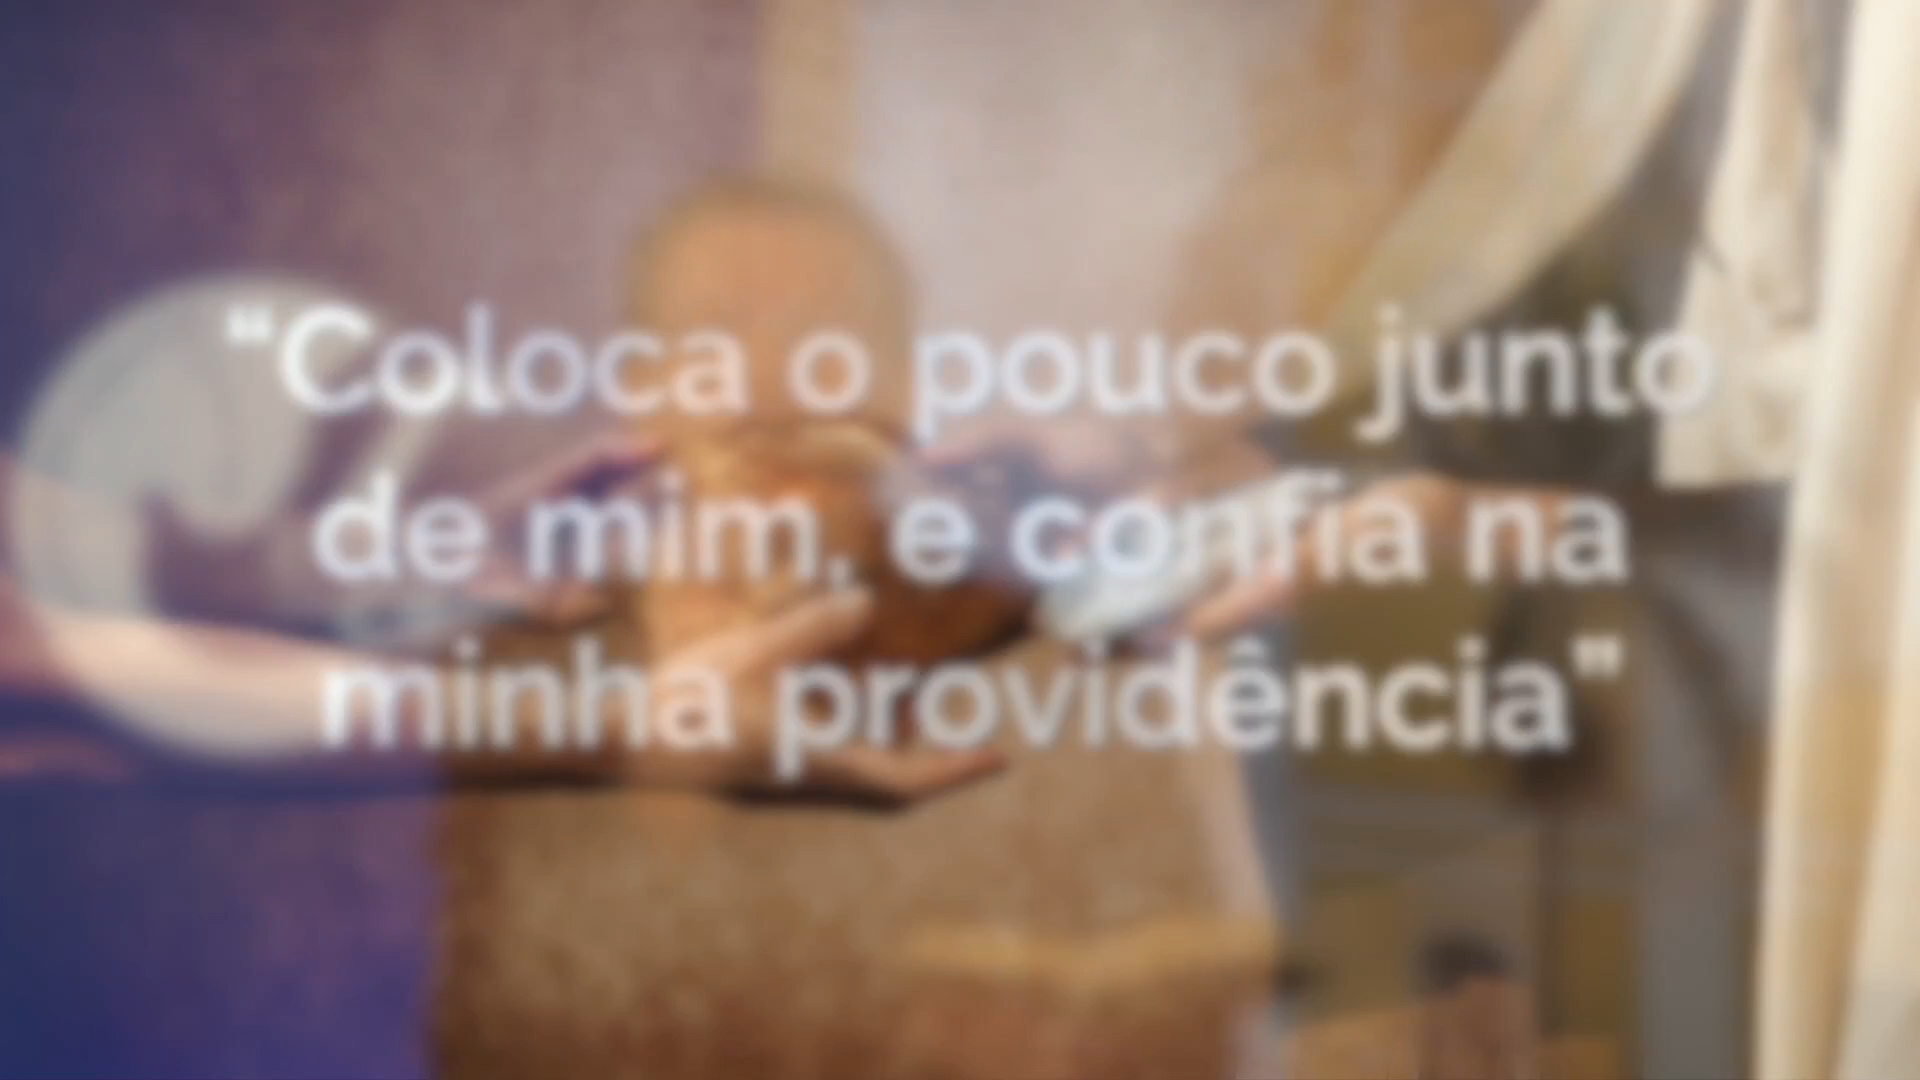 “Coloca o pouco junto
de mim, e confia na
minha providência”